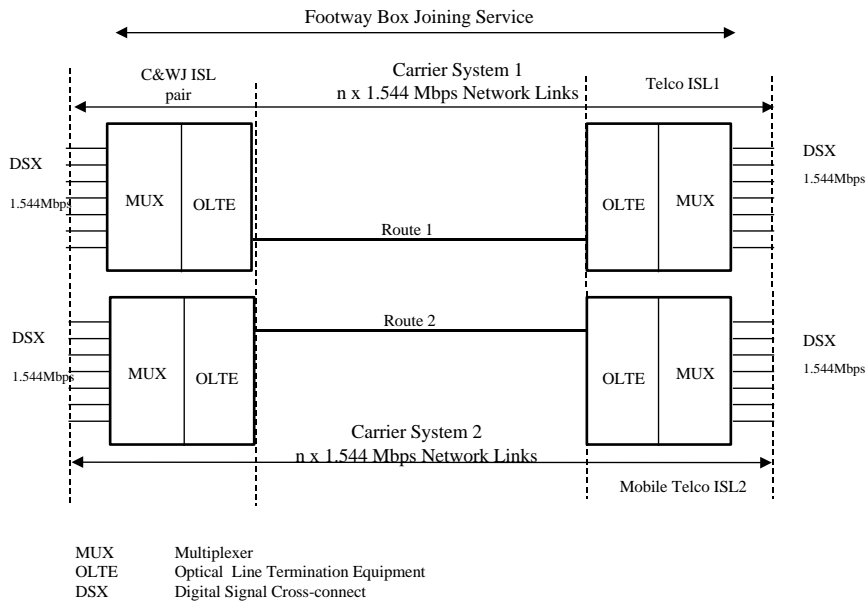 Footway Box Joining Service
C&WJ ISL
pair
Carrier System 1
n x 1.544 Mbps Network Links
Telco ISL1
DSX
1.544Mbps
MUX
OLTE
Route 1
OLTE
MUX
DSX
1.544Mbps
DSX
1.544Mbps
MUX
OLTE
Route 2
OLTE
MUX
DSX
1.544Mbps
Carrier System 2
n x 1.544 Mbps Network Links
Mobile Telco ISL2
MUX Multiplexer
OLTE Optical Line Termination Equipment
DSX Digital Signal Cross-connect